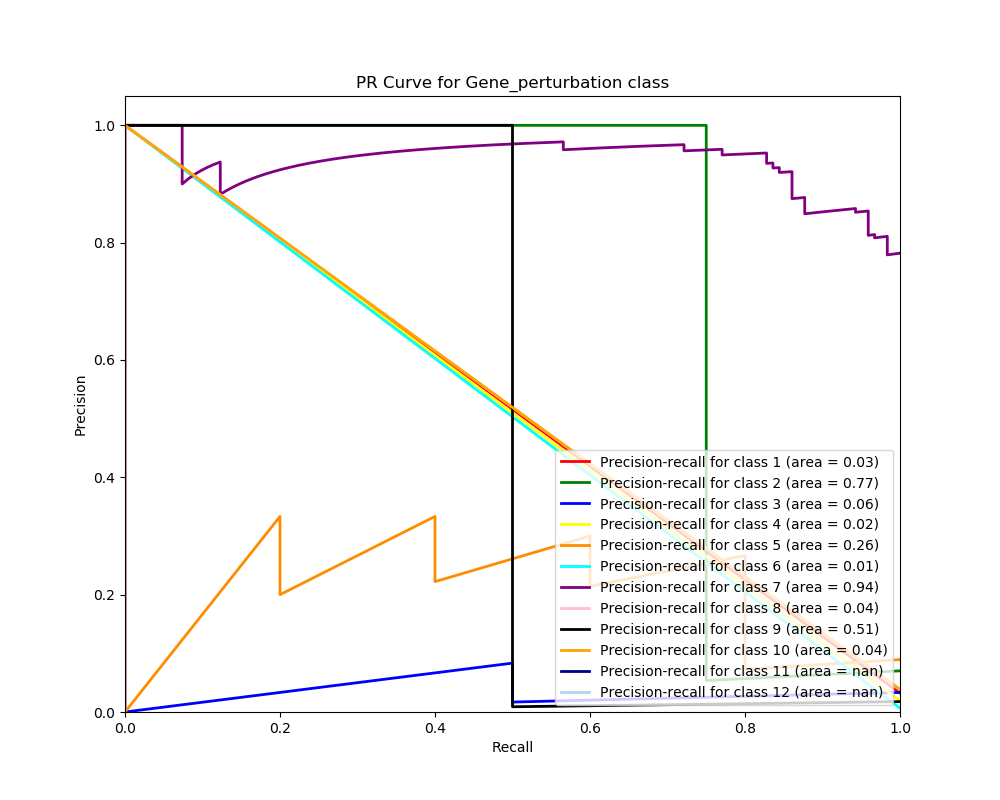 PR Curve for Gene_perturbation class
1.0
0.8
0.6
0.4
0.2
0.0
Precision
Precision-recall for class 1 (area = 0.03)
Precision-recall for class 2 (area = 0.77)
Precision-recall for class 3 (area = 0.06)
Precision-recall for class 4 (area = 0.02)
Precision-recall for class 5 (area = 0.26)
Precision-recall for class 6 (area = 0.01)
Precision-recall for class 7 (area = 0.94)
Precision-recall for class 8 (area = 0.04)
Precision-recall for class 9 (area = 0.51)
Precision-recall for class 10 (area = 0.04)
Precision-recall for class 11 (area = nan)
Precision-recall for class 12 (area = nan)
0.0 0.2 0.4 0.6 0.8 1.0
Recall